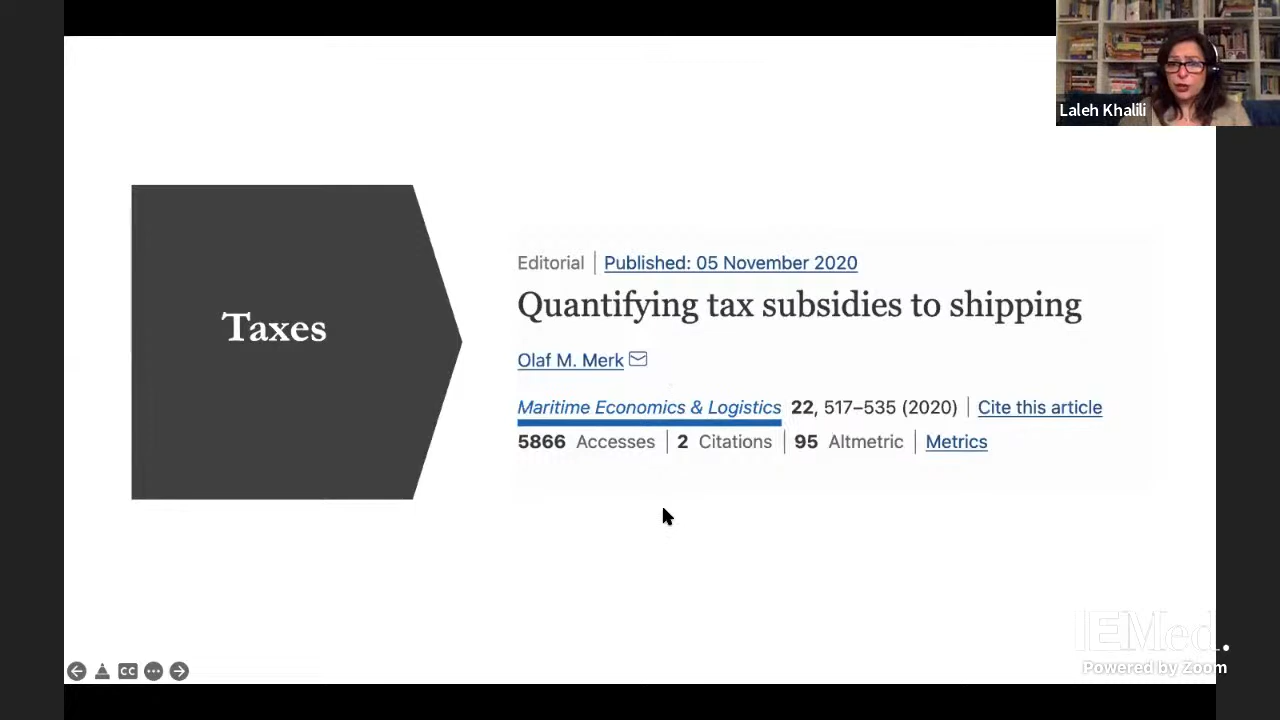 Laleh Khalili
Taxes
Editorial | Published: 05 November 2020
Quantifying tax subsidies to shipping
Olaf M. Merk
Maritime Economics & Logistics 22, 517–535 (2020) | Cite this article
5866 Accesses | 2 Citations | 95 Altmetric | Metrics
IEMed.
Powered by Zoom
CC